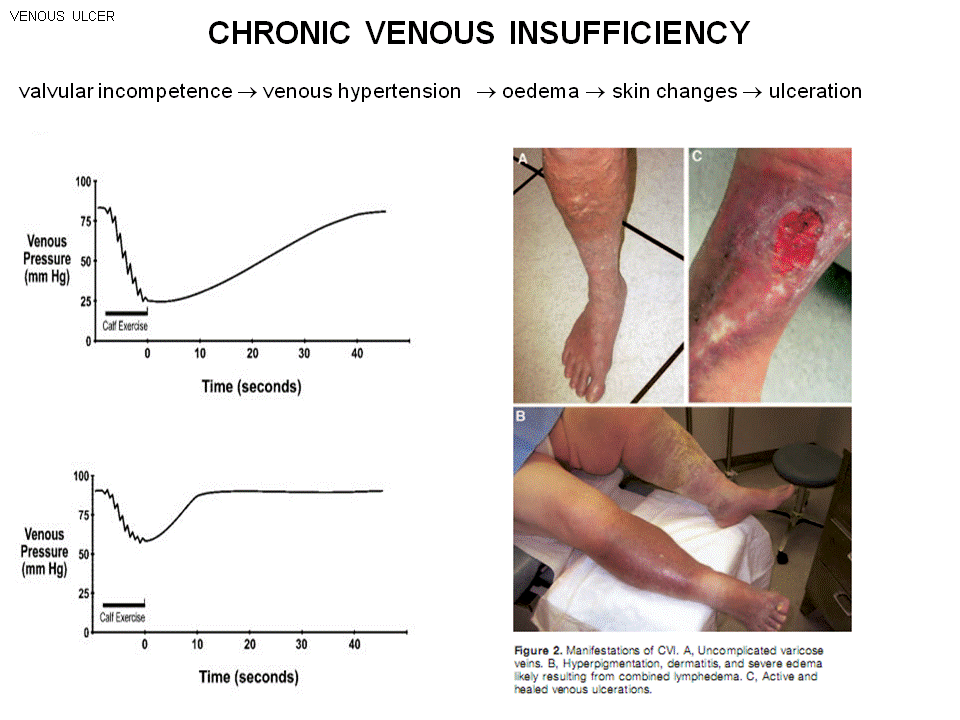 VENOUS ULCER
CHRONIC VENOUS INSUFFICIENCY
valvular incompetence → venous hypertension → oedema → skin changes → ulceration
100
75
50
25
0
Venous
Pressure
(mm Hg)
Calf Exercise
0 10 20 30 40
Time (seconds)
100
75
50
25
0
Venous
Pressure
(mm Hg)
Calf Exercise
0 10 20 30 40
Time (seconds)
A
C
B
Figure 2. Manifestations of CVI. A, Uncomplicated varicose
veins. B, Hyperpigmentation, dermatitis, and severe edema
likely resulting from combined lymphedema. C, Active and
healed venous ulcerations.